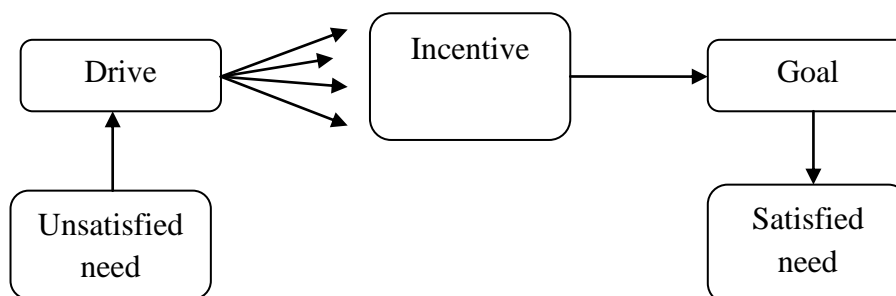 Drive
Incentive
Goal
Unsatisfied
need
Satisfied
need